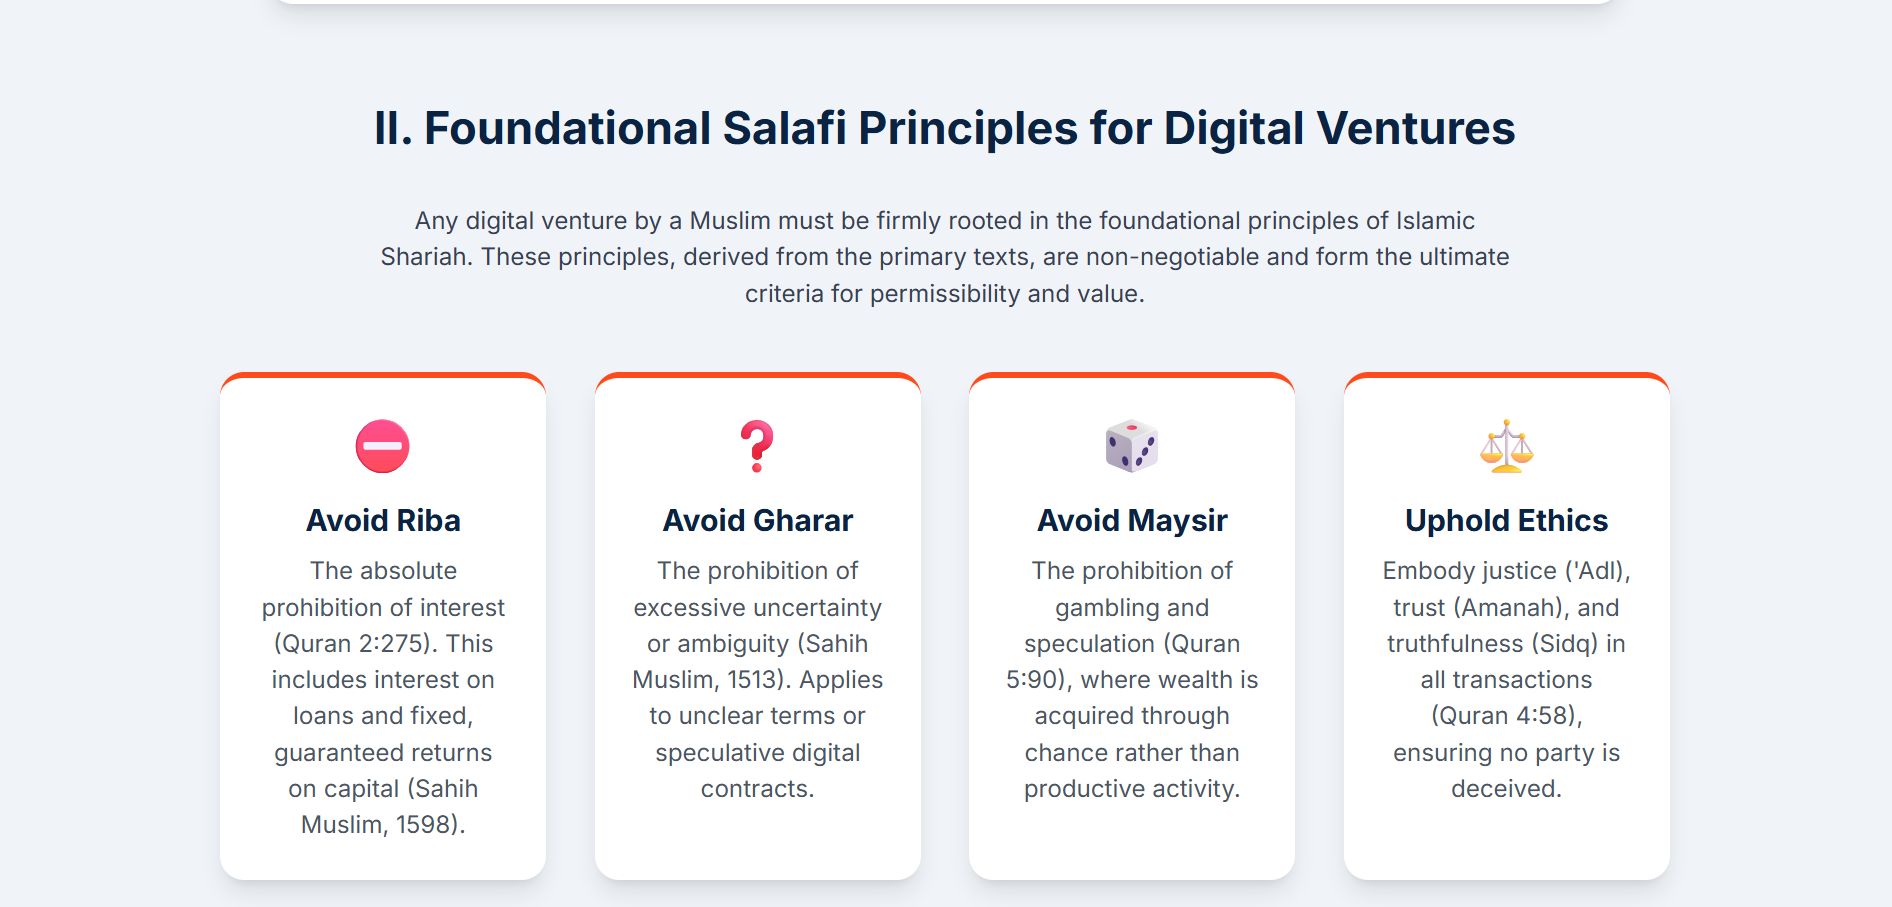 II. Foundational Salafi Principles for Digital Ventures
Any digital venture by a Muslim must be firmly rooted in the foundational principles of Islamic
Shariah. These principles, derived from the primary texts, are non-negotiable and form the ultimate
criteria for permissibility and value.
Avoid Riba
The absolute
prohibition of interest
(Quran 2:275). This
includes interest on
loans and fixed,
guaranteed returns
on capital (Sahih
Muslim, 1598).
Avoid Gharar
The prohibition of
excessive uncertainty
or ambiguity (Sahih
Muslim, 1513). Applies
to unclear terms or
speculative digital
contracts.
Avoid Maysir
The prohibition of
gambling and
speculation (Quran
5:90), where wealth is
acquired through
chance rather than
productive activity.
Uphold Ethics
Embody justice ('Adl),
trust (Amanah), and
truthfulness (Sidq) in
all transactions
(Quran 4:58),
ensuring no party is
deceived.